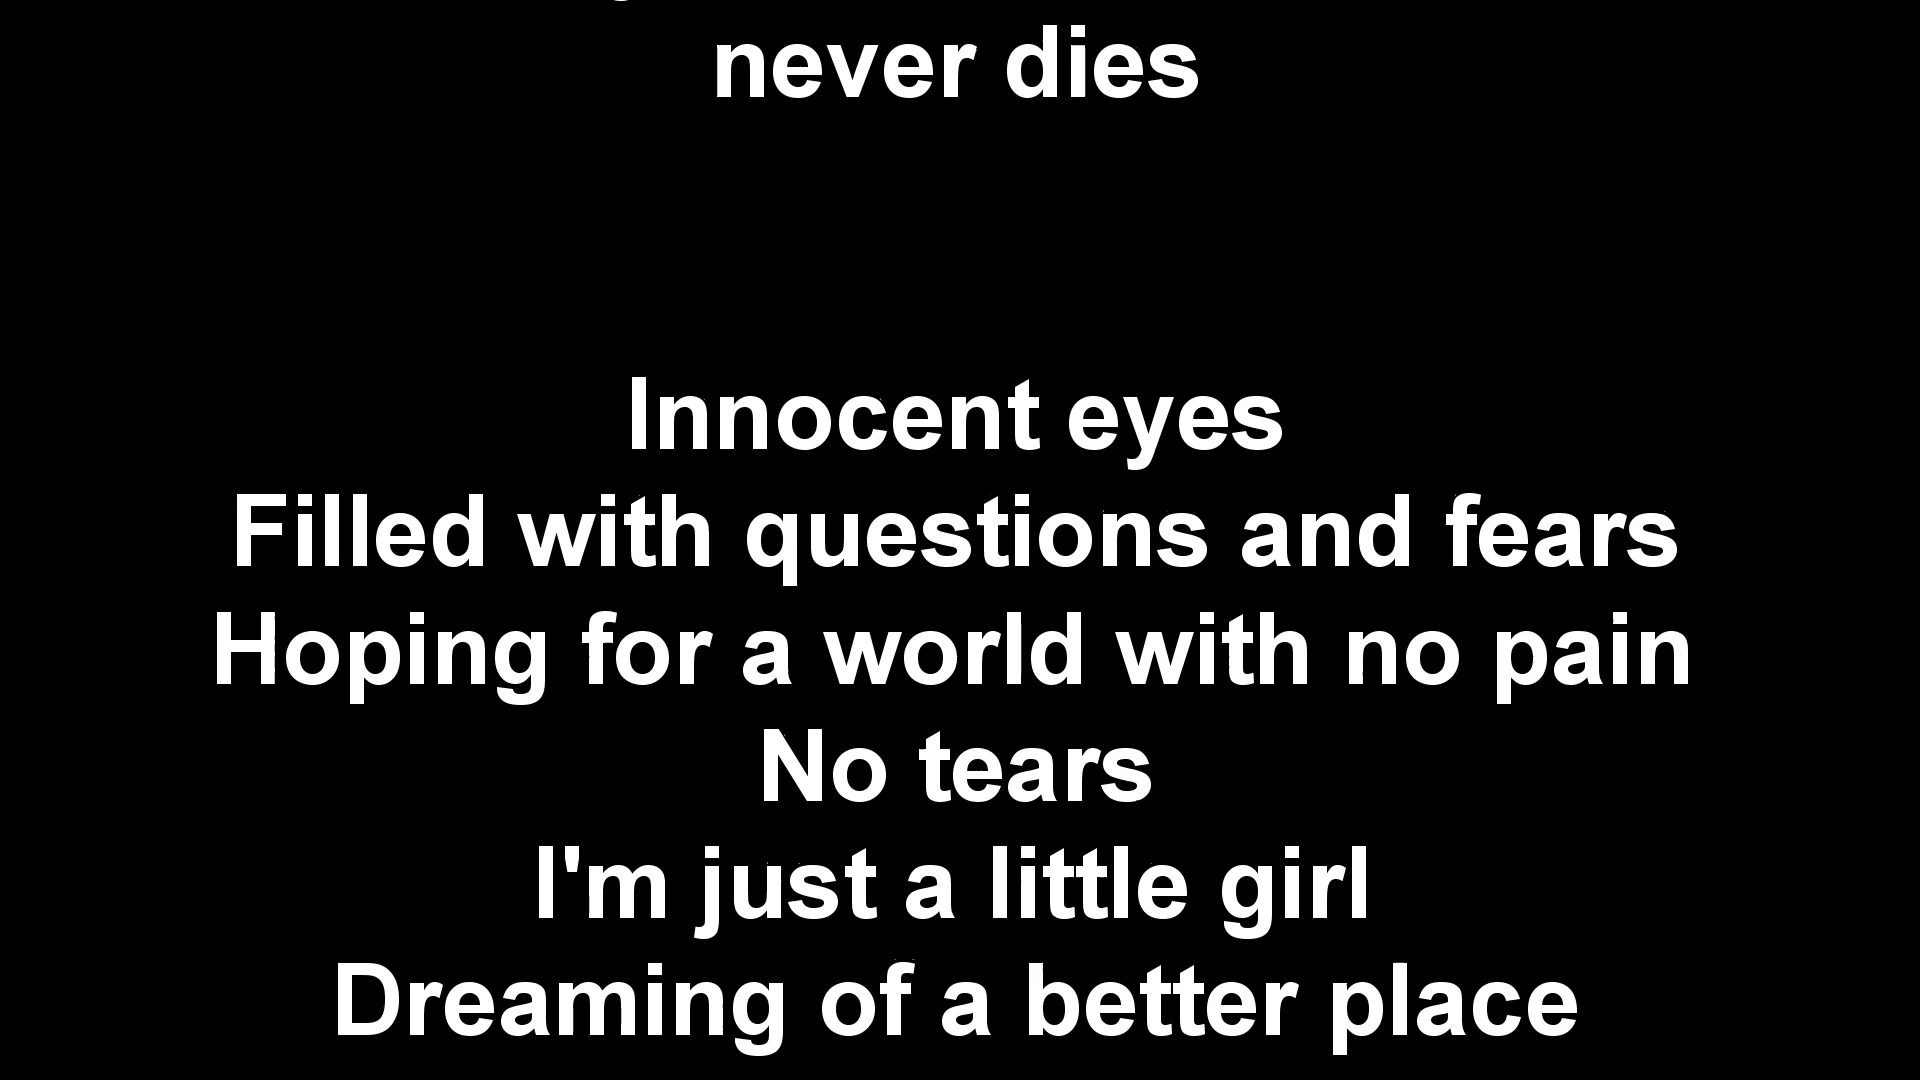 never dies
Innocent eyes
Filled with questions and fears
Hoping for a world with no pain
No tears
I'm just a little girl
Dreaming of a better place